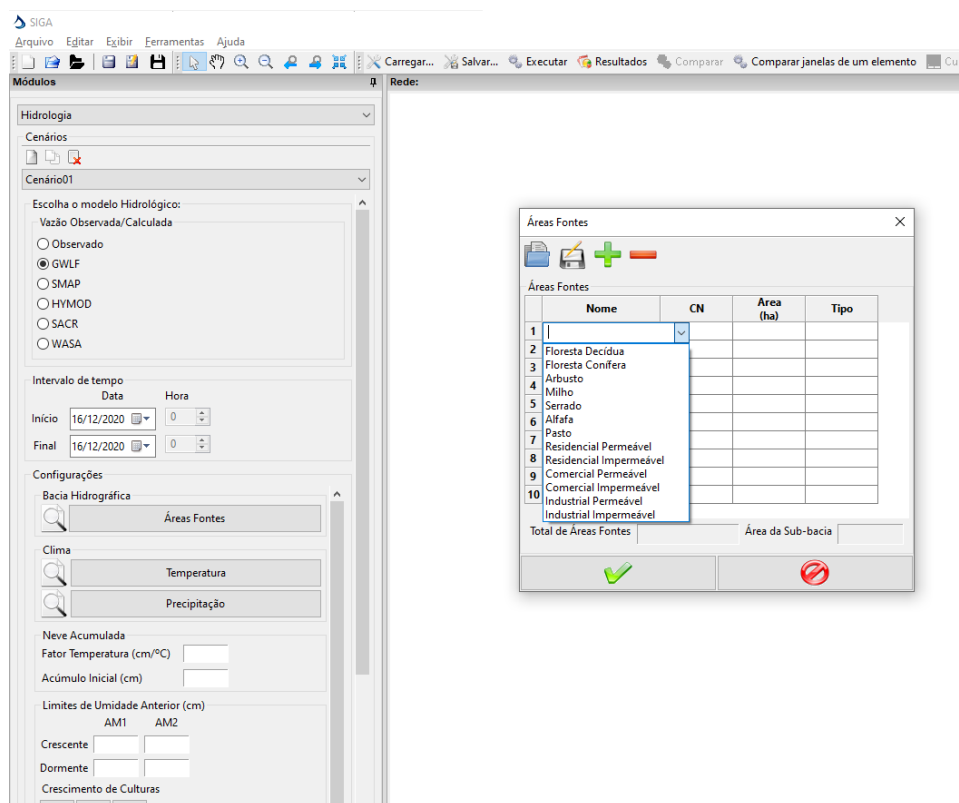 SIGA
Arquivo Editar Exibir Ferramentas Ajuda
Carregar... Salvar... Executar Resultados Comparar Comparar janelas de um elemento Cu
Módulos
Rede:
Hidrologia
Cenários
Cenário01
Escolha o modelo Hidrológico:
Vazão Observada/Calculada
Observado
GWLF
SMAP
HYMOD
SACR
WASA
Intervalo de tempo
Data Hora
Início 16/12/2020 0
Final 16/12/2020 0
Configurações
Bacia Hidrográfica
Áreas Fontes
Clima
Temperatura
Precipitação
Neve Acumulada
Fator Temperatura (cm/ºC)
Acúmulo Inicial (cm)
Limites de Umidade Anterior (cm)
AM1 AM2
Crescente
Dormente
Crescimento de Culturas
Áreas Fontes
Áreas Fontes
Nome CN Area (ha) Tipo
1
2 Floresta Decídua
3 Floresta Conífera
4 Arbusto
Milho
5 Serrado
6 Alfafa
7 Pasto
Residencial Permeável
8 Residencial Impermeável
9 Comercial Permeável
Comercial Impermeável
10 Industrial Permeável
Industrial Impermeável
Total de Áreas Fontes Área da Sub-bacia